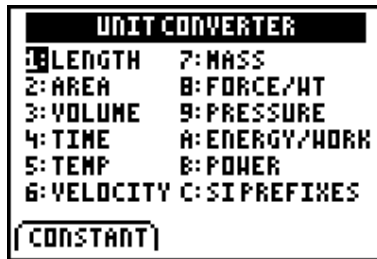 UNIT CONVERTER
1:LENGTH 7:MASS
2:AREA 8:FORCE/WT
3:VOLUME 9:PRESSURE
4:TIME A:ENERGY/WORK
5:TEMP B:POWER
6:VELOCITY C:SI PREFIXES
CONSTANT